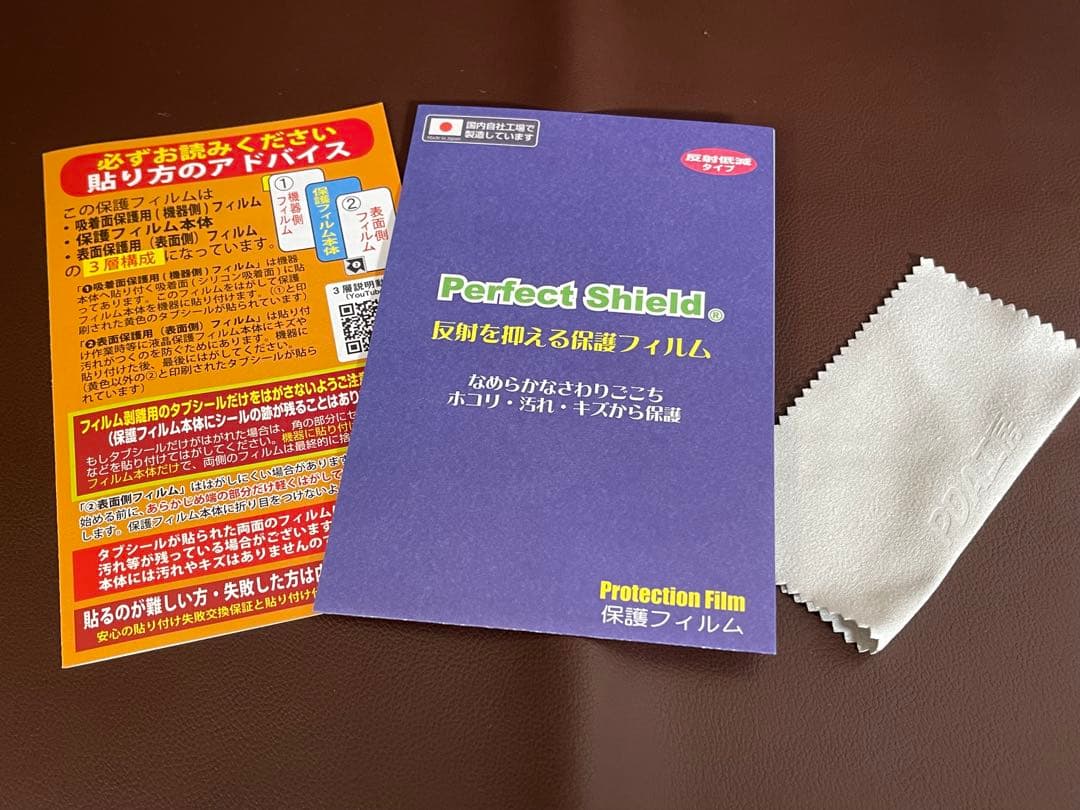 必ずお読みください
貼り方のアドバイス
この保護フィルムは
・吸着面保護用(機器側)フィルム
・保護フィルム本体
・表面保護用(表面側)フィルム
の3層構成になっています。
①
機器側
フィルム
保護フィルム本体
②
表面側
フィルム
「①吸着面保護用(機器側)フィルム」は機器
本体へ貼り付く吸着面(シリコン吸着面)に貼
ってあります。このフィルムをはがして保護
フィルム本体を機器に貼り付けます。(①と印
刷された黄色のタブシールが貼られています)
「②表面保護用(表面側)フィルム」は貼り付
け作業時等に液晶保護フィルム本体にキズや
汚れがつくのを防ぐためにあります。機器に
貼り付けた後、最後にはがしてください。
(黄色以外の②と印刷されたタブシールが貼ら
れています)
3層説明動
(YouTube
フィルム剥離用のタブシールだけをはがさないようご注意
(保護フィルム本体にシールの跡が残ることはあり
もしタブシールだけがはがれた場合は、角の部分にセ
などを貼り付けてはがしてください。機器に貼り付け
フィルム本体だけで、両側のフィルムは最終的に捨
「②表面側フィルム」ははがしにくい場合があります
始める前に、あらかじめ端の部分だけ軽くはがして
します。保護フィルム本体に折り目をつけないよ
タブシールが貼られた両面のフィルムに
汚れ等が残っている場合がございます
本体には汚れやキズはありませんので
貼るのが難しい方・失敗した方は
安心の貼り付け失敗交換保証と貼り付け
Made in Japan
国内自社工場で
製造しています
反射低減
タイプ
Perfect Shield ®
反射を抑える保護フィルム
なめらかなさわりごこち
ホコリ・汚れ・キズから保護
Protection Film
保護フィルム